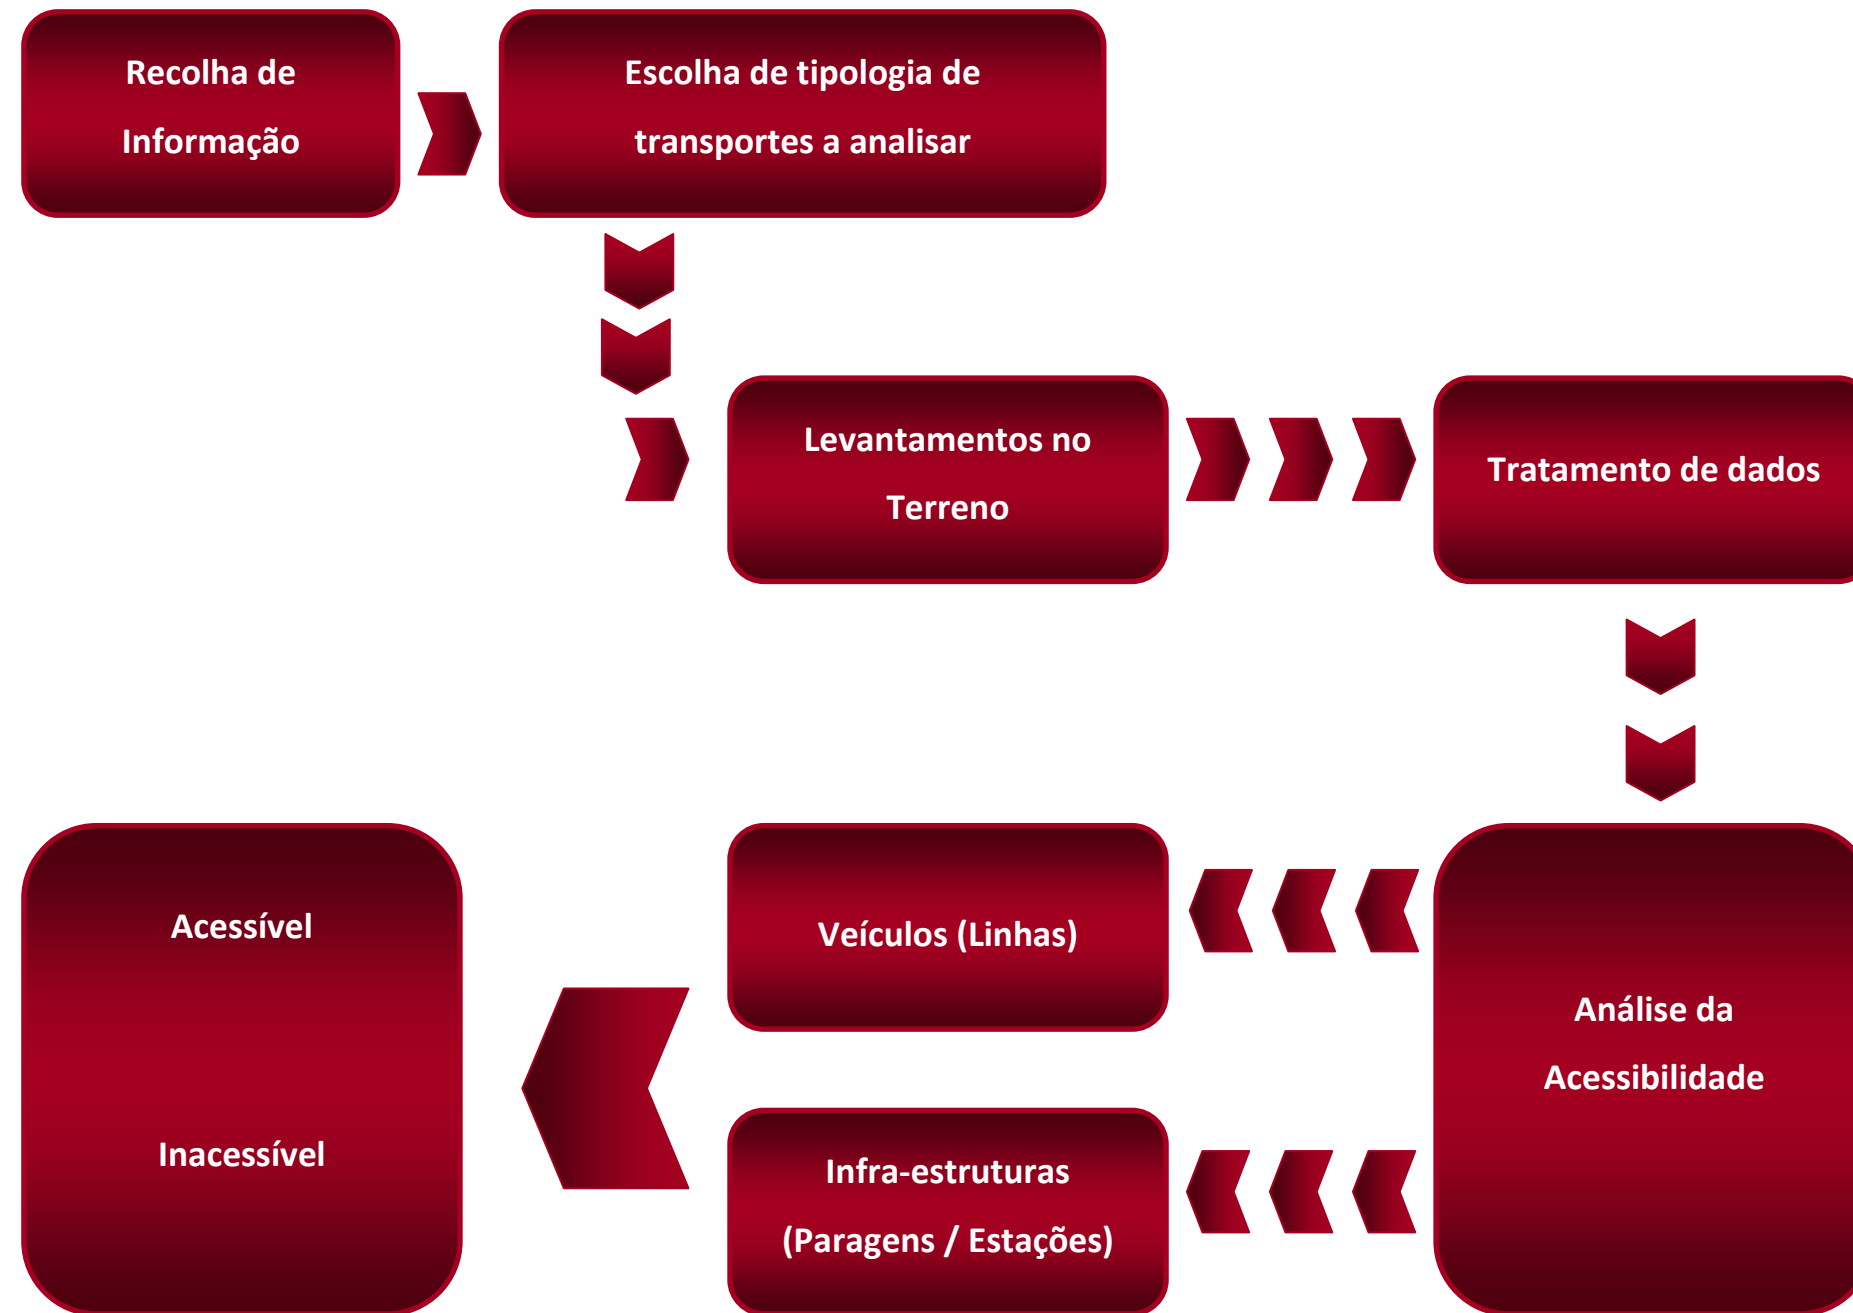 Recolha de
Informação
Escolha de tipologia de
transportes a analisar
Levantamentos no
Terreno
Tratamento de dados
Análise da
Acessibilidade
Veículos (Linhas)
Infra-estruturas
(Paragens / Estações)
Acessível
Inacessível